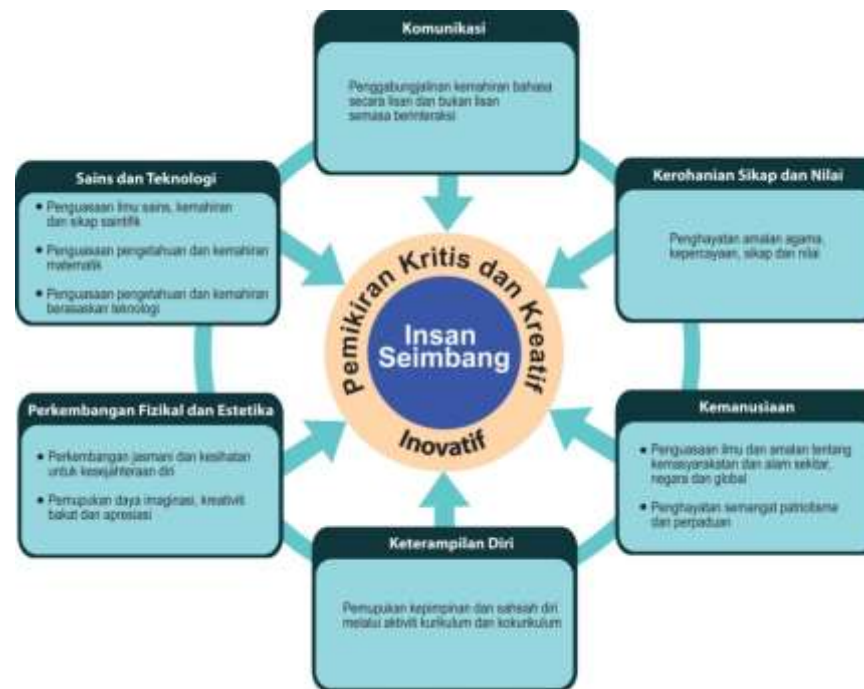 Komunikasi
Penggabungjalinan kemahiran bahasa
secara lisan dan bukan lisan
semasa berinteraksi
Kerohanian Sikap dan Nilai
Penghayatan amalan agama,
kepercayaan, sikap dan nilai
Kemanusiaan
Penguasaan ilmu dan amalan tentang
kemasyarakatan dan alam sekitar,
negara dan global
Penghayatan semangat patriotisme
dan perpaduan
Keterampilan Diri
Pemupukan kepimpinan dan sahsiah diri
melalui aktiviti kurikulum dan kokurikulum
Perkembangan Fizikal dan Estetika
Perkembangan jasmani dan kesihatan
untuk kesejahteraan diri
Pemupukan daya imaginasi, kreativiti
bakat dan apresiasi
Sains dan Teknologi
Penguasaan ilmu sains, kemahiran
dan sikap saintifik
Penguasaan pengetahuan dan kemahiran
matematik
Penguasaan pengetahuan dan kemahiran
berasaskan teknologi
Pemikiran Kritis dan Kreatif
Inovatif
Insan
Seimbang